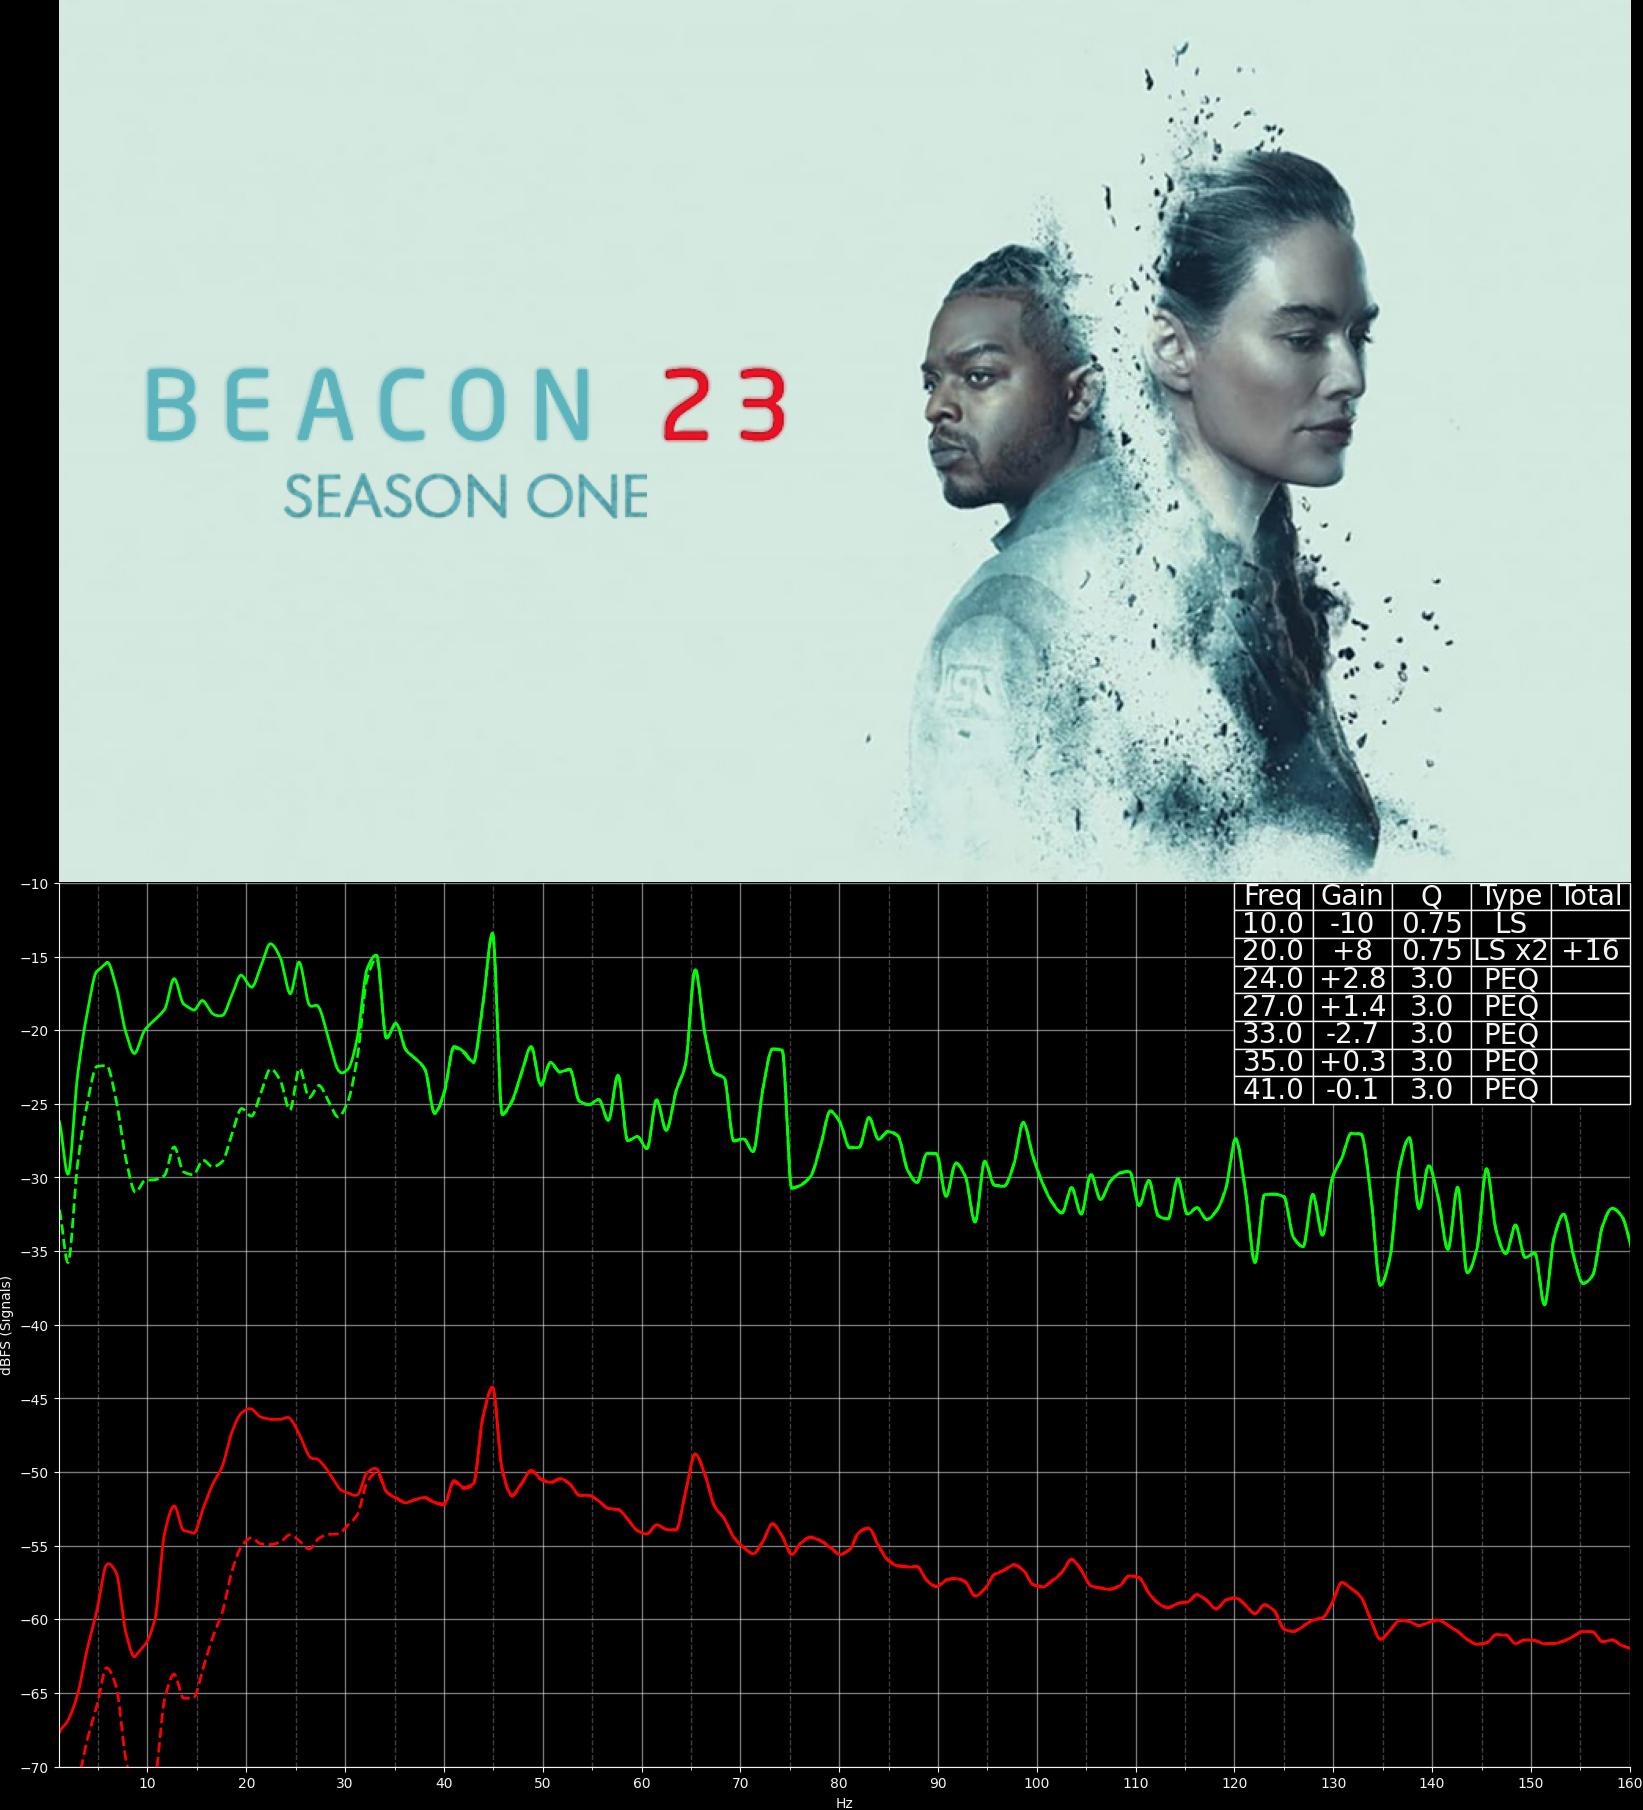 BEACON 23
SEASON ONE
Freq Gain Q Type Total
10.0 -10 0.75 LS
20.0 +8 0.75 LS x2 +16
24.0 +2.8 3.0 PEQ
27.0 +1.4 3.0 PEQ
33.0 -2.7 3.0 PEQ
35.0 +0.3 3.0 PEQ
41.0 -0.1 3.0 PEQ
−10
−15
−20
−25
−30
−35
−40
−45
−50
−55
−60
−65
−70
dBFS (Signals)
10 20 30 40 50 60 70 80 90 100 110 120 130 140 150 160
Hz